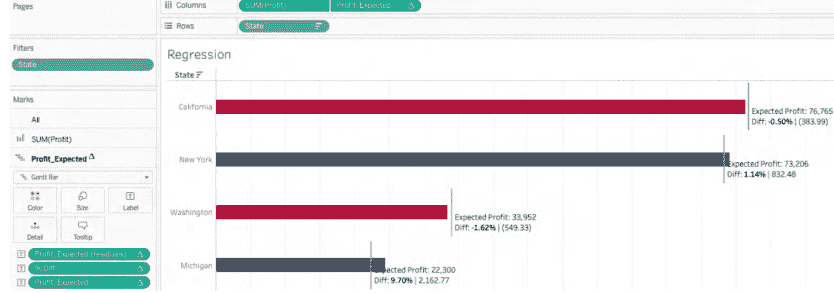 Pages
Columns
SUM(Profit)
Profit_Expected
Rows
State
Filters
State
Marks
All
SUM(Profit)
Profit_Expected
Gantt Bar
Color
Size
Label
Detail
Tooltip
Profit_Expected (residuals)
% Diff
Profit_Expected
Regression
State
California
Expected Profit: 76,765
Diff: -0.50% | (383.99)
New York
Expected Profit: 73,206
Diff: 1.14% | 832.48
Washington
Expected Profit: 33,952
Diff: -1.62% | (549.33)
Michigan
Expected Profit: 22,300
Diff: 9.70% | 2,162.77